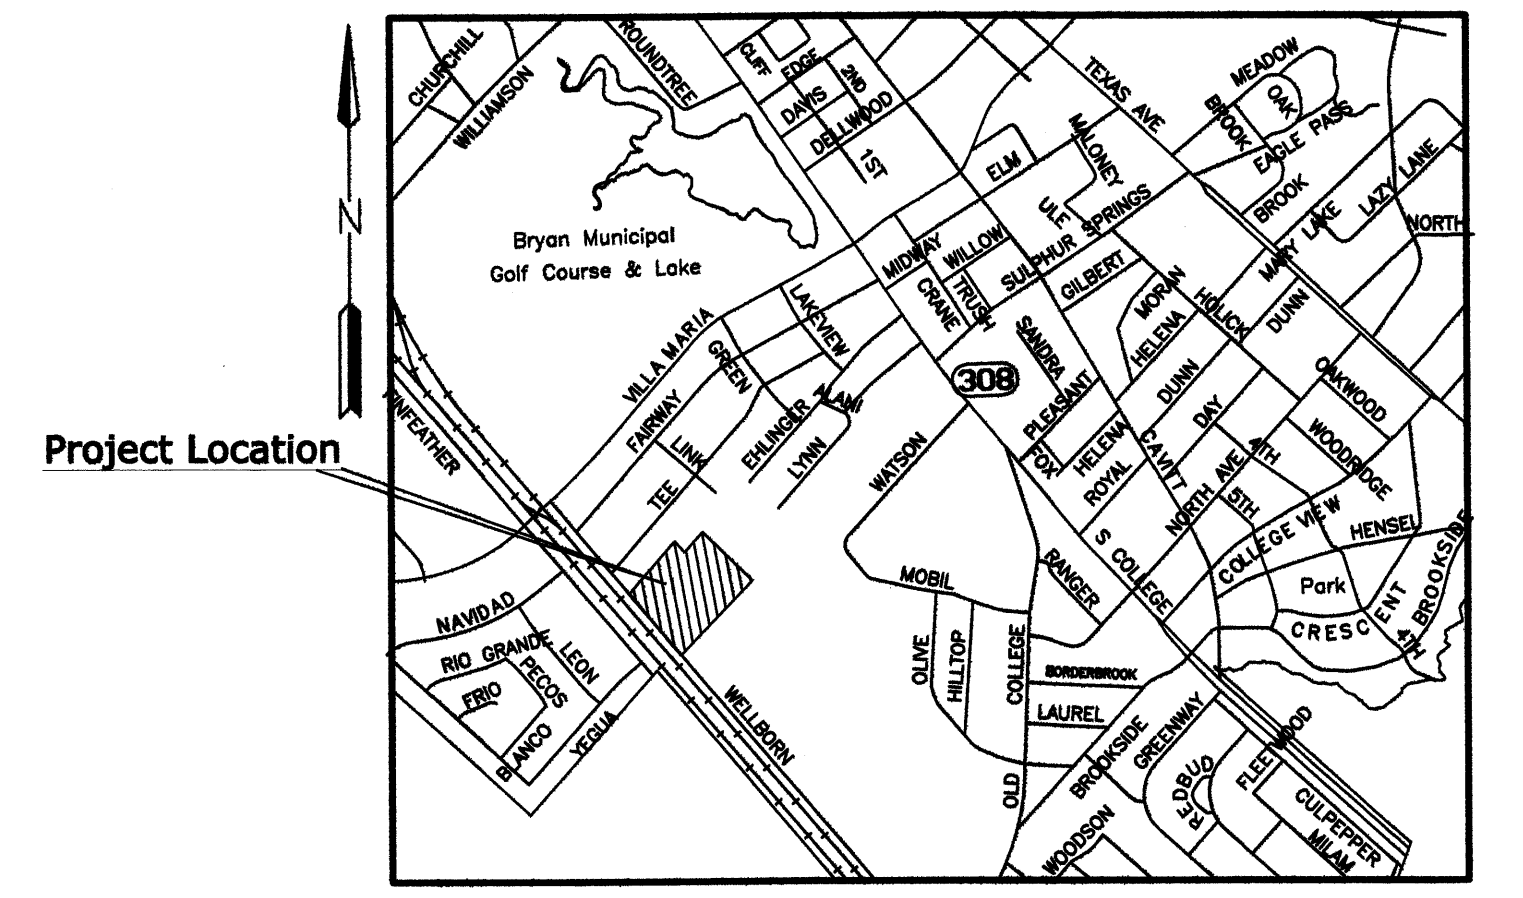 CHURCHILL
WILLIAMSON
ROUNDTREE
CLIFF
EDGE
2ND
DAVIS
DELLWOOD
1ST
TEXAS AVE
MEADOW
OAK
BROOK
EAGLE PASS
BROOK
MARY LAKE
LAZY LANE
NORTH
ELM
MALONEY
ULE
SULPHUR SPRINGS
N
Bryan Municipal
Golf Course & Lake
MIDWAY
WILLOW
CRANE
TRUSH
GILBERT
MORAN
HOLICK
DUNN
LAKEVIEW
VILLA MARIA
GREEN
FAIRWAY
SANDRA
HELENA
308
PLEASANT
DUNN
DAY
OAKWOOD
WOODRIDGE
FINFEATHER
Project Location
LINK
TEE
EHLINGER
ALANI
LYNN
WATSON
FOX
HELENA
ROYAL
CAVITT
NORTH AVE
4TH
5TH
COLLEGE VIEW
HENSEL
S COLLEGE
RANGER
MOBIL
Park
CRESCENT
BROOKSIDE
4TH
NAVIDAD
RIO GRANDE
LEON
PECOS
FRIO
BLANCO
YEGUA
WELLBORN
OLIVE
HILLTOP
OLD COLLEGE
BORDERBROOK
LAUREL
BROOKSIDE
GREENWAY
REDBUD
FLEETWOOD
CULPEPPER
MILAM
WOODSON